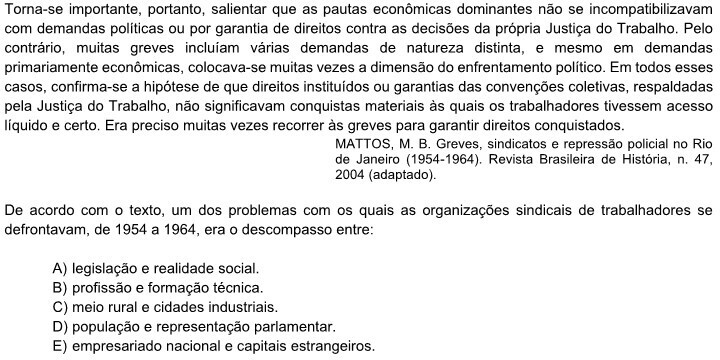 Torna-se importante, portanto, salientar que as pautas econômicas dominantes não se incompatibilizavam
com demandas políticas ou por garantia de direitos contra as decisões da própria Justiça do Trabalho. Pelo
contrário, muitas greves incluíam várias demandas de natureza distinta, e mesmo em demandas
primariamente econômicas, colocava-se muitas vezes a dimensão do enfrentamento político. Em todos esses
casos, confirma-se a hipótese de que direitos instituídos ou garantias das convenções coletivas, respaldadas
pela Justiça do Trabalho, não significavam conquistas materiais às quais os trabalhadores tivessem acesso
líquido e certo. Era preciso muitas vezes recorrer às greves para garantir direitos conquistados.
MATTOS, M. B. Greves, sindicatos e repressão policial no Rio
de Janeiro (1954-1964). Revista Brasileira de História, n. 47,
2004 (adaptado).
De acordo com o texto, um dos problemas com os quais as organizações sindicais de trabalhadores se
defrontavam, de 1954 a 1964, era o descompasso entre:
A) legislação e realidade social.
B) profissão e formação técnica.
C) meio rural e cidades industriais.
D) população e representação parlamentar.
E) empresariado nacional e capitais estrangeiros.